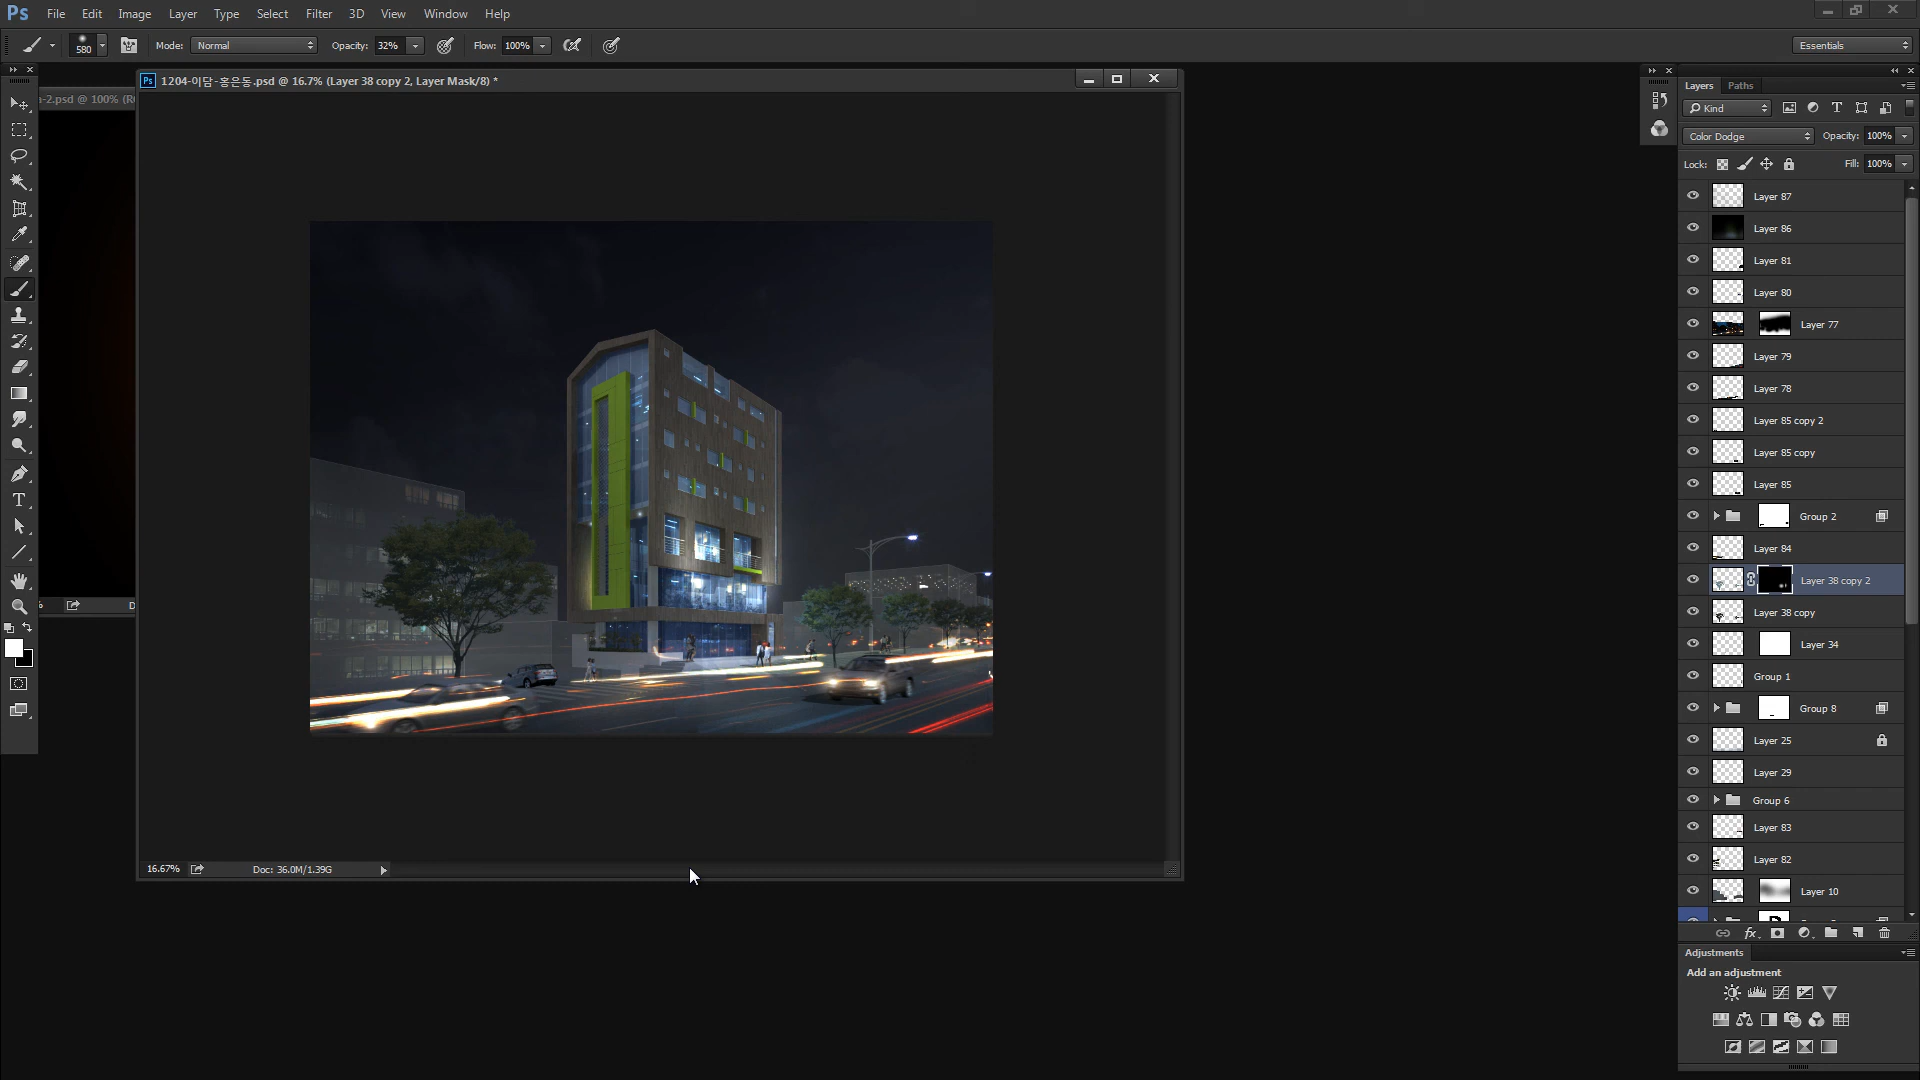 Ps File Edit Image Layer Type Select Filter 3D View Window Help
580 Mode: Normal Opacity: 32% Flow: 100% Essentials
1204-이담-홍은동.psd @ 16.7% (Layer 38 copy 2, Layer Mask/8) *
-2.psd @ 100% (R
Layers Paths
Kind
Color Dodge Opacity: 100%
Lock: Fill: 100%
Layer 87
Layer 86
Layer 81
Layer 80
Layer 77
Layer 79
Layer 78
Layer 85 copy 2
Layer 85 copy
Layer 85
Group 2
Layer 84
Layer 38 copy 2
Layer 38 copy
Layer 34
Group 1
Group 8
Layer 25
Layer 29
Group 6
Layer 83
Layer 82
Layer 10
16.67% Doc: 36.0M/1.39G
Adjustments
Add an adjustment